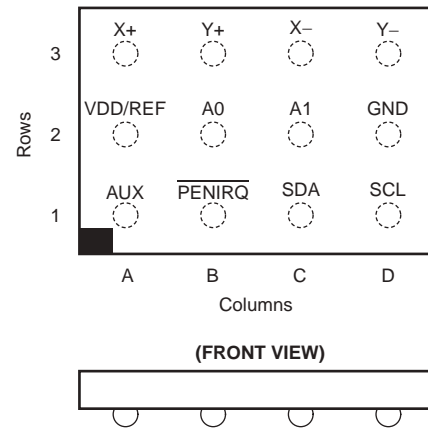 X+ Y+ X− Y−
3
VDD/REF A0 A1 GND
Rows 2
AUX PENIRQ SDA SCL
1
A B C D
Columns
(FRONT VIEW)